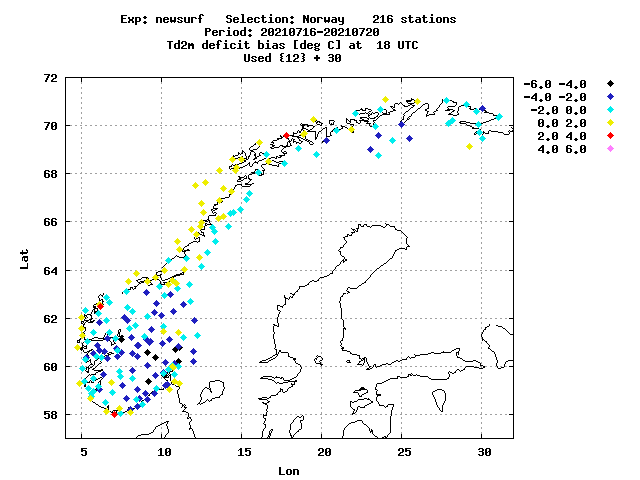 Exp: newsurf Selection: Norway 216 stations
Period: 20210716-20210720
Td2m deficit bias [deg C] at 18 UTC
Used {12} + 30
72
70
68
66
64
62
60
58
5 10 15 20 25 30
Lat
Lon
-6.0 -4.0
-4.0 -2.0
-2.0 0.0
0.0 2.0
2.0 4.0
4.0 6.0